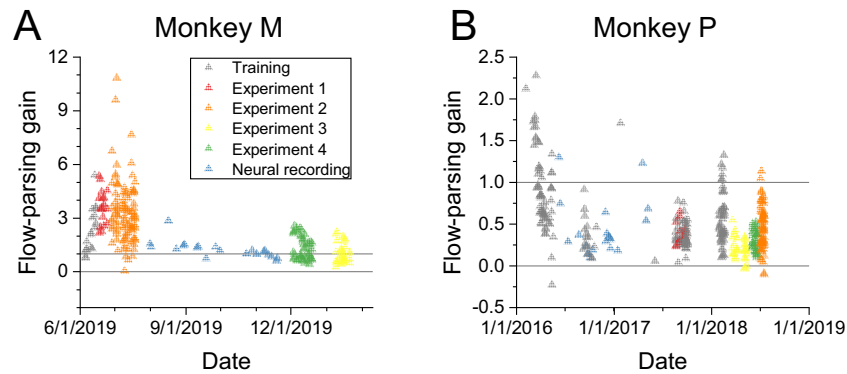 A
Monkey M
Flow-parsing gain
12
9
6
3
0
Training
Experiment 1
Experiment 2
Experiment 3
Experiment 4
Neural recording
6/1/2019
9/1/2019
12/1/2019
Date
B
Monkey P
Flow-parsing gain
2.5
2.0
1.5
1.0
0.5
0.0
-0.5
1/1/2016
1/1/2017
1/1/2018
1/1/2019
Date